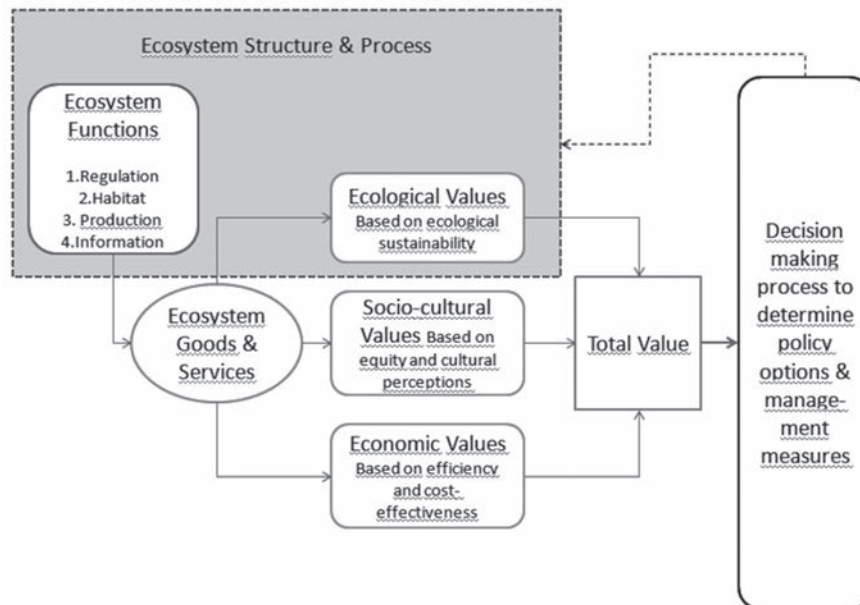 Ecosystem Structure & Process
Ecosystem
Functions
1.Regulation
2.Habitat
3. Production
4.Information
Ecological Values
Based on ecological
sustainability
Ecosystem
Goods &
Services
Socio-cultural
Values Based on
equity and cultural
perceptions
Economic Values
Based on efficiency
and cost-
effectiveness
Total Value
Decision
making
process to
determine
policy
options &
manage-
ment
measures